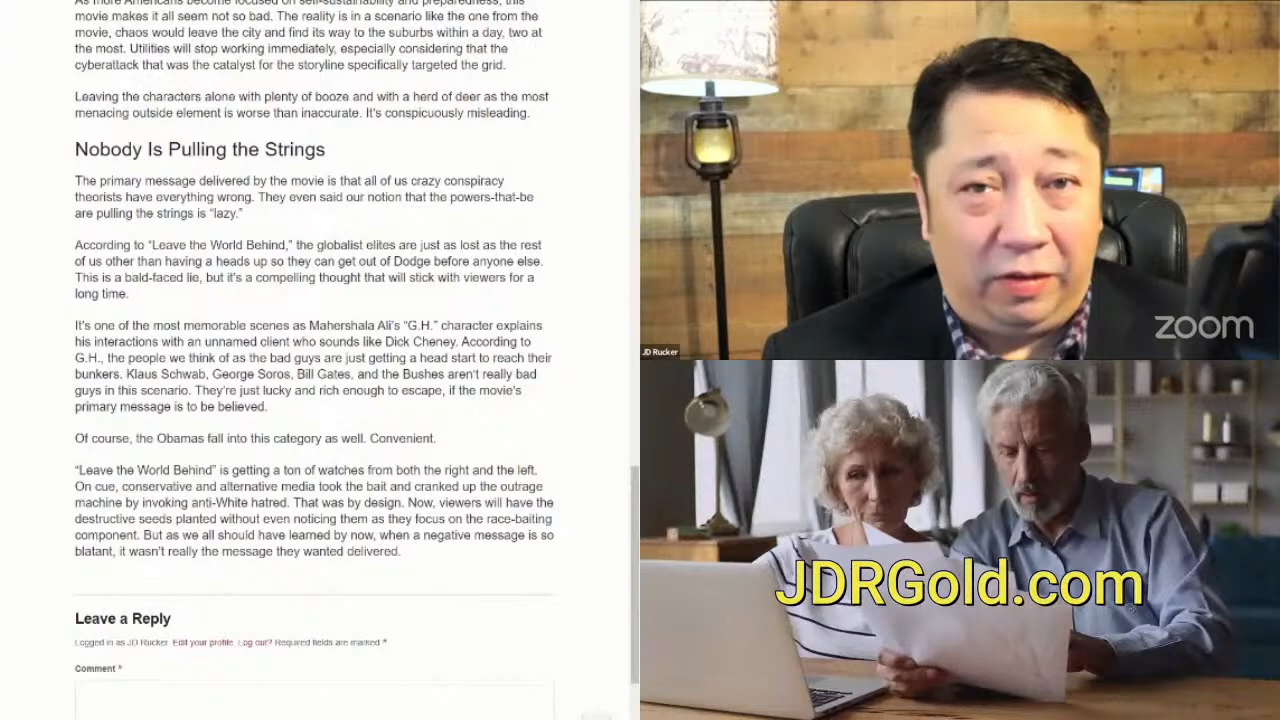 As more Americans become focused on self-sustainability and preparedness, this
movie makes it all seem not so bad. The reality is in a scenario like the one from the
movie, chaos would leave the city and find its way to the suburbs within a day, two at
the most. Utilities will stop working immediately, especially considering that the
cyberattack that was the catalyst for the storyline specifically targeted the grid.
Leaving the characters alone with plenty of booze and with a herd of deer as the most
menacing outside element is worse than inaccurate. It's conspicuously misleading.
Nobody Is Pulling the Strings
The primary message delivered by the movie is that all of us crazy conspiracy
theorists have everything wrong. They even said our notion that the powers-that-be
are pulling the strings is “lazy.”
According to “Leave the World Behind,” the globalist elites are just as lost as the rest
of us other than having a heads up so they can get out of Dodge before anyone else.
This is a bald-faced lie, but it's a compelling thought that will stick with viewers for a
long time.
It's one of the most memorable scenes as Mahershala Ali's “G.H.” character explains
his interactions with an unnamed client who sounds like Dick Cheney. According to
G.H., the people we think of as the bad guys are just getting a head start to reach their
bunkers. Klaus Schwab, George Soros, Bill Gates, and the Bushes aren't really bad
guys in this scenario. They're just lucky and rich enough to escape, if the movie's
primary message is to be believed.
Of course, the Obamas fall into this category as well. Convenient.
“Leave the World Behind” is getting a ton of watches from both the right and the left.
On cue, conservative and alternative media took the bait and cranked up the outrage
machine by invoking anti-White hatred. That was by design. Now, viewers will have the
destructive seeds planted without even noticing them as they focus on the race-baiting
component. But as we all should have learned by now, when a negative message is so
blatant, it wasn't really the message they wanted delivered.
Leave a Reply
Logged in as JD Rucker. Edit your profile. Log out? Required fields are marked *
Comment *
JD Rucker
zoom
JDRGold.com